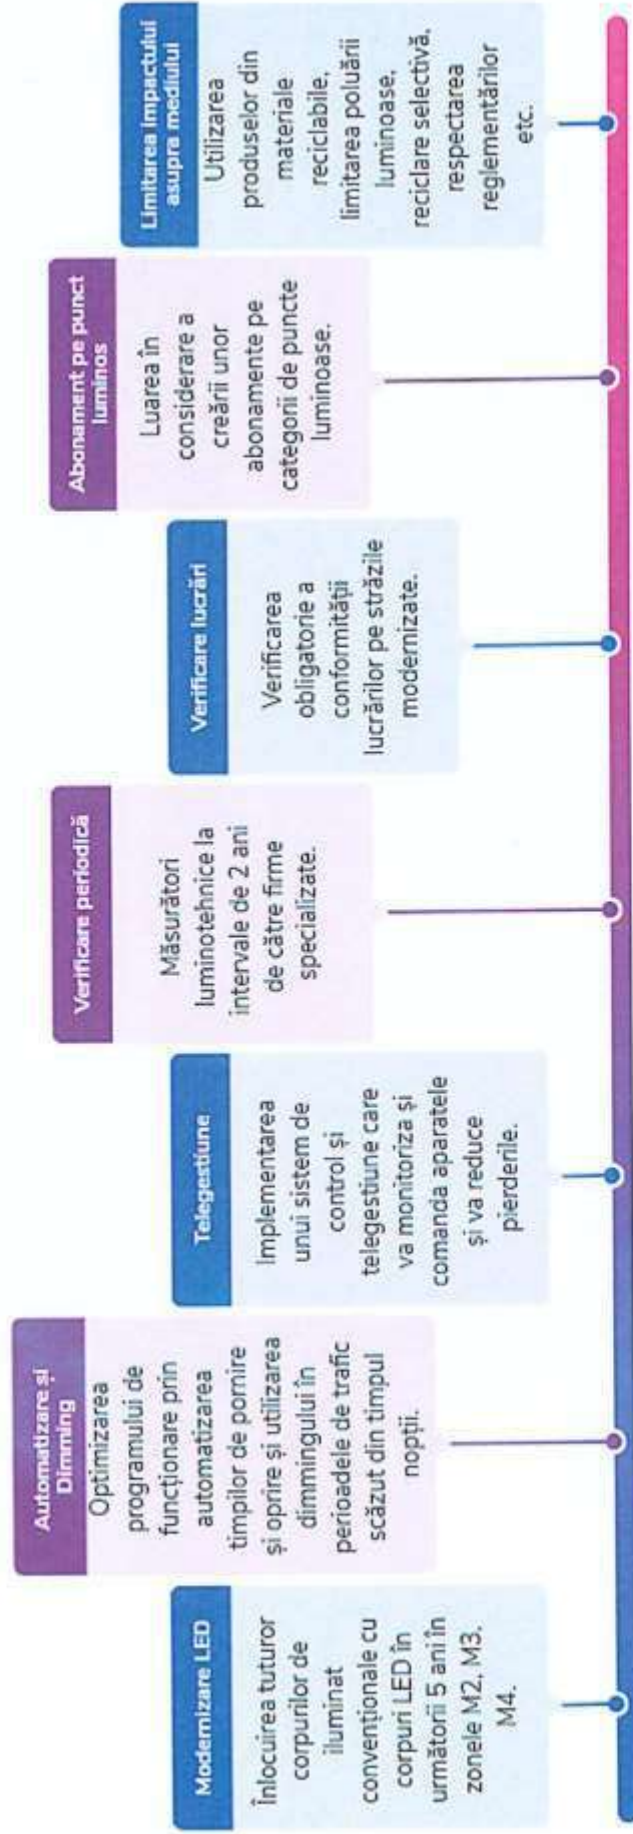 Modernizare LED
Înlocuirea tuturor
corpurilor de
iluminat
convenționale cu
corpuri LED în
următorii 5 ani în
zonele M2, M3,
M4.
Automatizare și
Dimming
Optimizarea
programului de
funcționare prin
automatizarea
timpilor de pornire
și oprire și utilizarea
dimmingului în
perioadele de trafic
scăzut din timpul
nopții.
Telegestiune
Implementarea
unui sistem de
control și
telegestiune care
va monitoriza și
comanda aparatele
și va reduce
pierderile.
Verificare periodică
Măsurători
luminotehnice la
intervale de 2 ani
de către firme
specializate.
Verificare lucrări
Verificarea
obligatorie a
conformității
lucrărilor pe străzile
modernizate.
Abonament pe punct
luminos
Luarea în
considerare a
creării unor
abonamente pe
categorii de puncte
luminoase.
Limitarea impactului
asupra mediului
Utilizarea
produselor din
materiale
reciclabile,
limitarea poluării
luminoase,
reciclare selectivă,
respectarea
reglementărilor
etc.